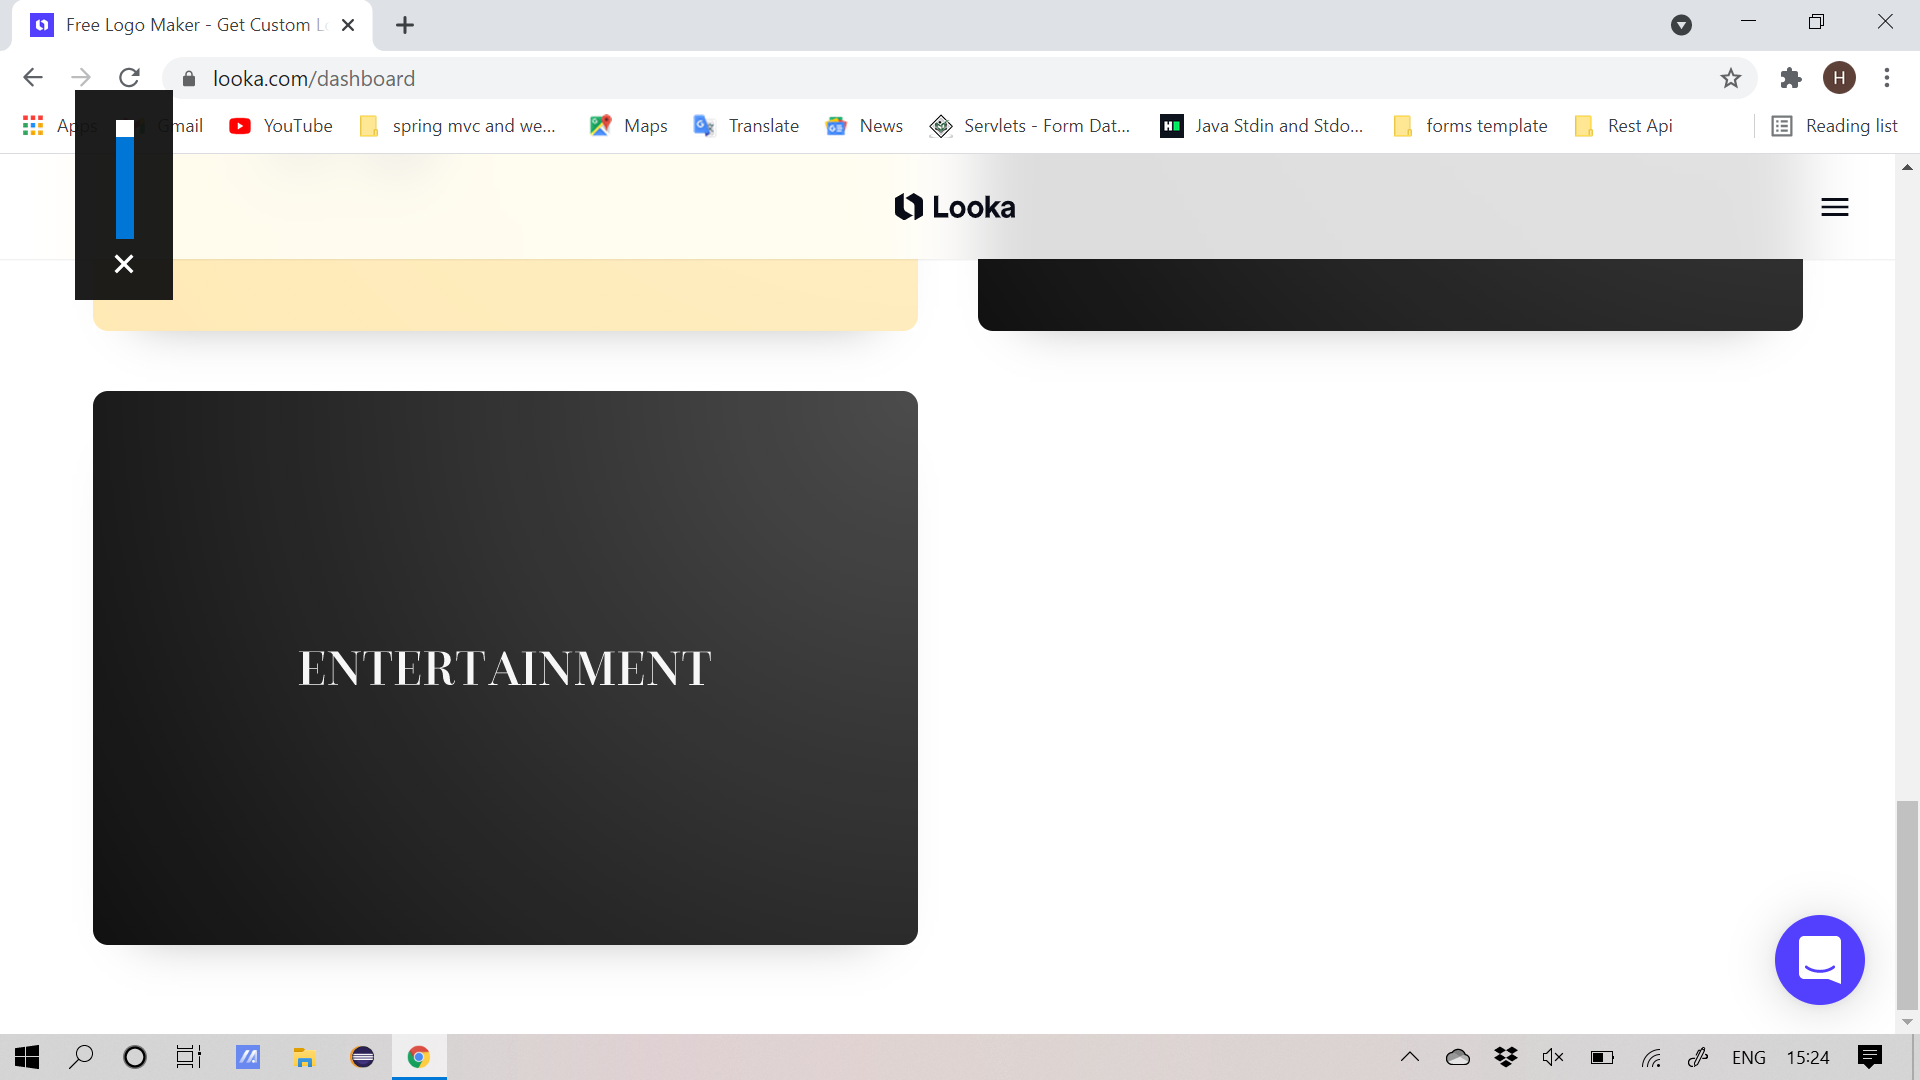 Free Logo Maker - Get Custom L
looka.com/dashboard
H
Apps
Gmail
YouTube
spring mvc and we...
Maps
Translate
News
Servlets - Form Dat...
Java Stdin and Stdo...
forms template
Rest Api
Reading list
Looka
ENTERTAINMENT
ENG
15:24